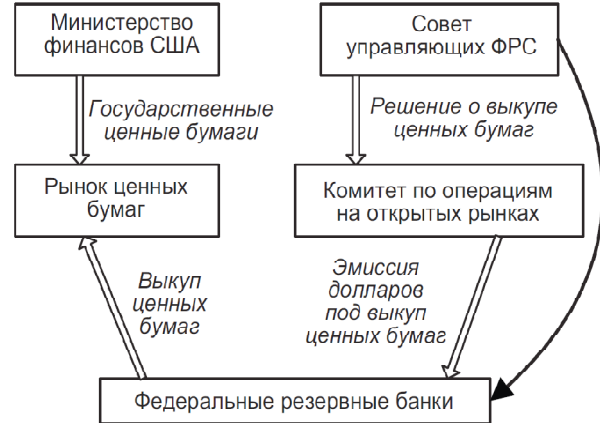 Министерство
финансов США
Совет
управляющих ФРС
Государственные
ценные бумаги
Решение о выкупе
ценных бумаг
Рынок ценных
бумаг
Комитет по операциям
на открытых рынках
Выкуп
ценных
бумаг
Эмиссия
долларов
под выкуп
ценных бумаг
Федеральные резервные банки